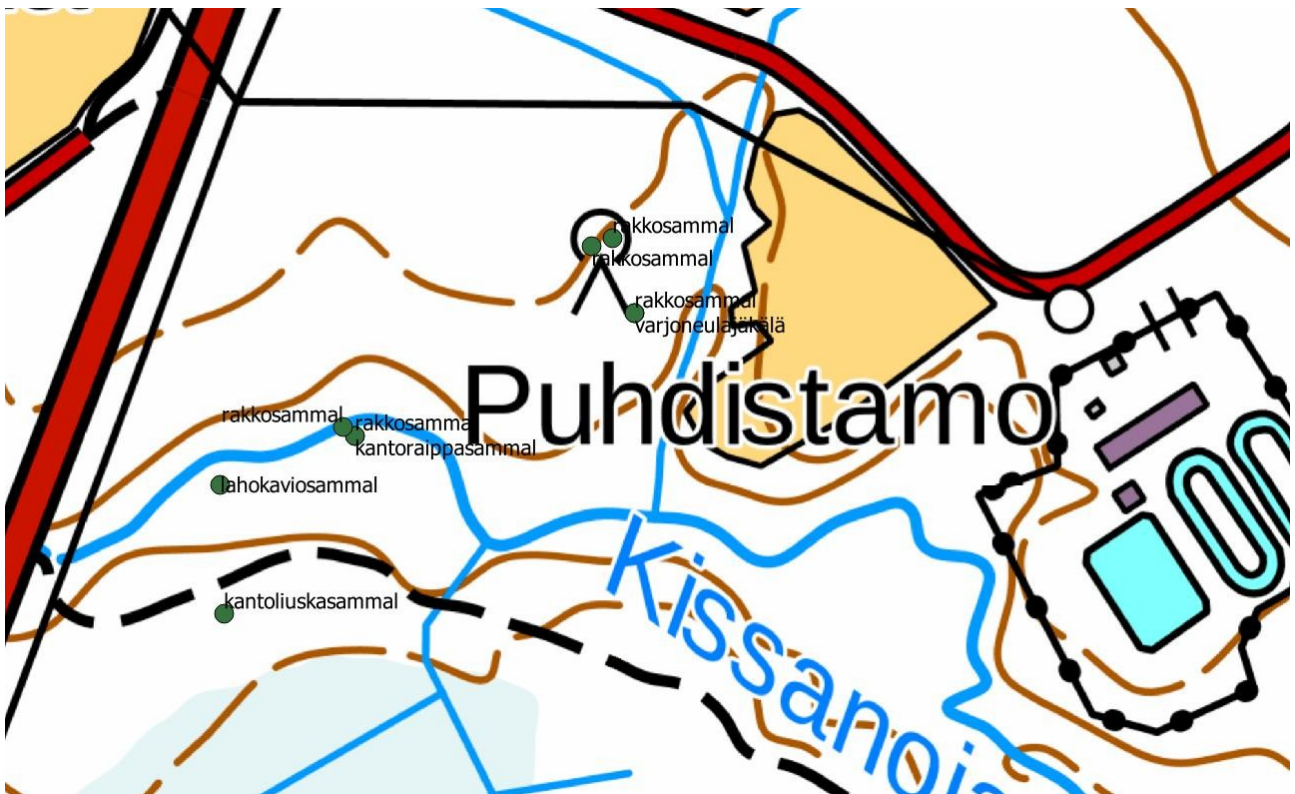 rakkosammal
rakkosammal
rakkosammal
varjoneulajäkälä
Puhdistamo
rakkosammal
rakkosammal
kantoraippasammal
lahokaviosammal
kantoliuskasammal
Kissanoja